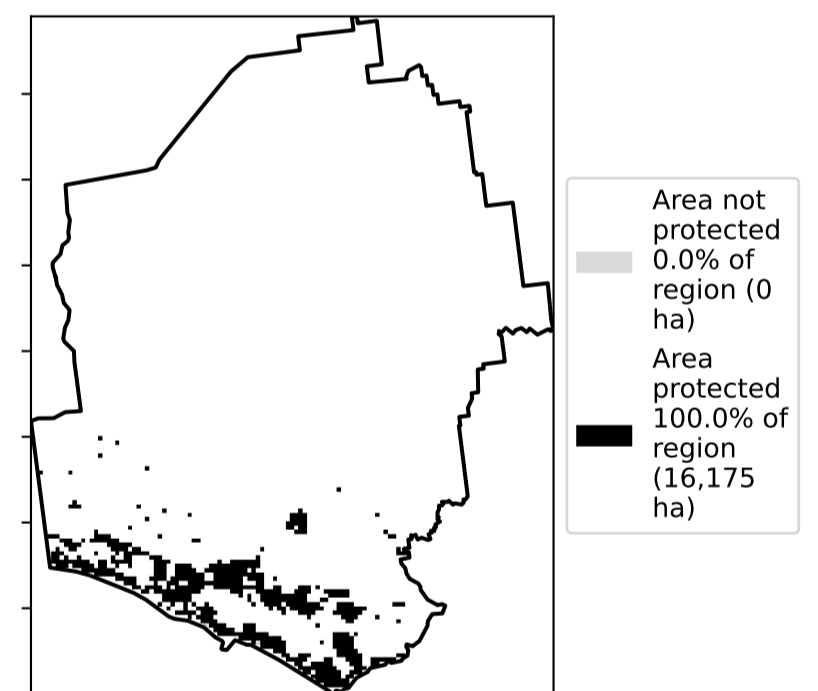 Area not
protected
0.0% of
region (0
ha)
Area
protected
100.0% of
region
(16,175
ha)